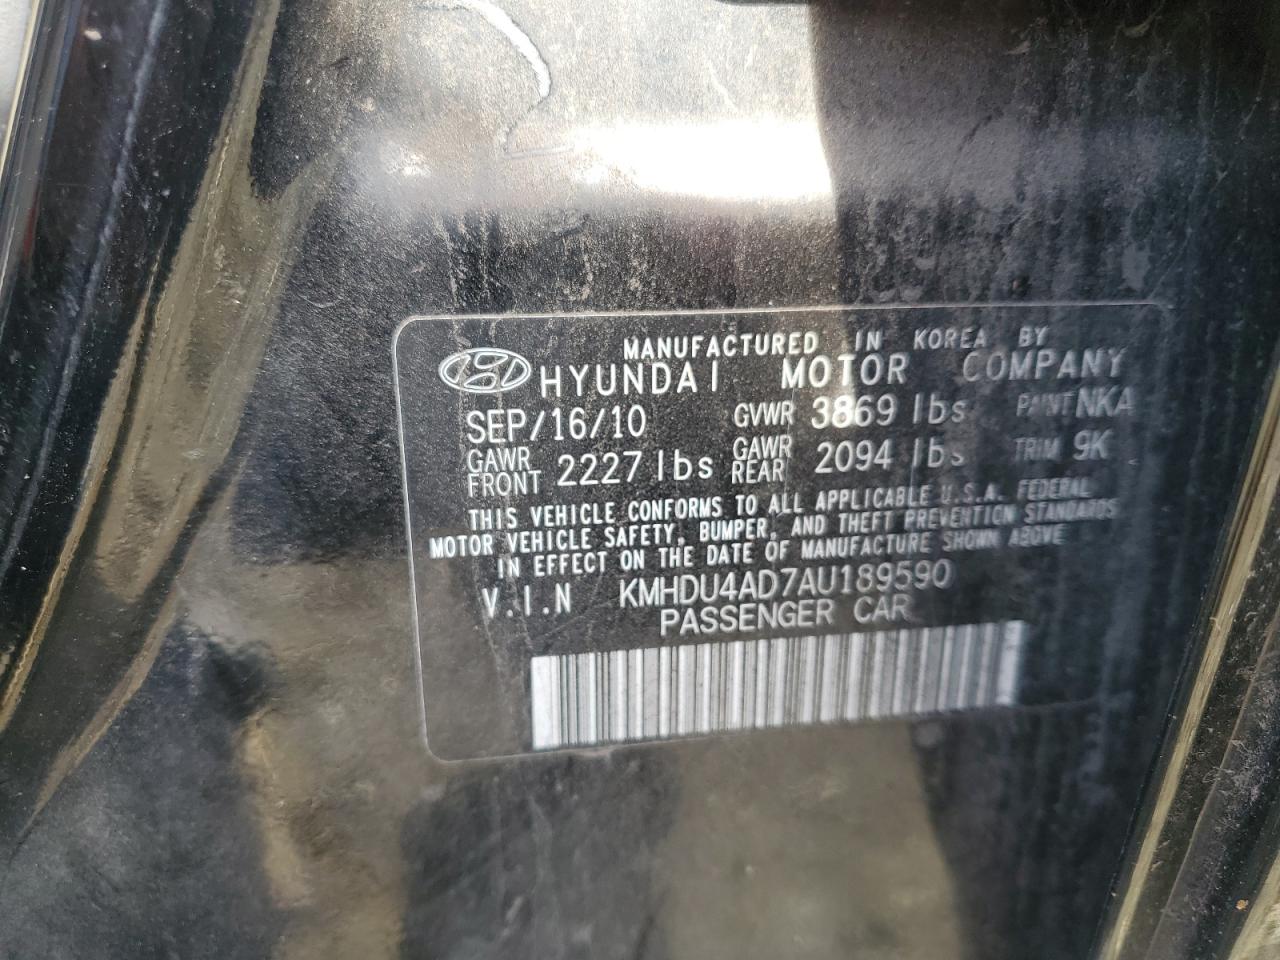 MANUFACTURED IN KOREA BY
HYUNDAI MOTOR COMPANY
SEP/16/10 GVWR 3869 lbs PAINT NKA
GAWR FRONT 2227 lbs GAWR REAR 2094 lbs TRIM 9K
THIS VEHICLE CONFORMS TO ALL APPLICABLE U.S.A. FEDERAL
MOTOR VEHICLE SAFETY, BUMPER, AND THEFT PREVENTION STANDARDS
IN EFFECT ON THE DATE OF MANUFACTURE SHOWN ABOVE
V.I.N KMHDU4AD7AU189590
PASSENGER CAR